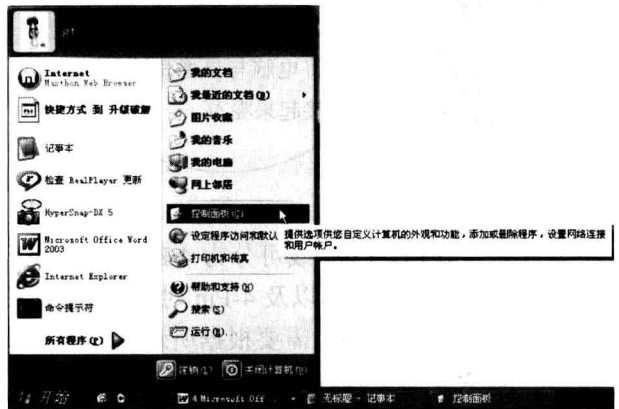 Internet
Maxthon Web Browser
快捷方式 到 升级破解
记事本
检查 RealPlayer 更新
HyperSnap-DX 5
Microsoft Office Word
2003
Internet Explorer
命令提示符
所有程序(P)
我的文档
我最近的文档(D)
图片收藏
我的音乐
我的电脑
网上邻居
控制面板(C)
设定程序访问和默认
打印机和传真
帮助和支持(H)
搜索(S)
运行(R)...
提供选项供您自定义计算机的外观和功能，添加或删除程序，设置网络连接
和用户帐户。
注销(L)
关闭计算机(U)
开始
4 Microsoft Off...
无标题 - 记事本
控制面板